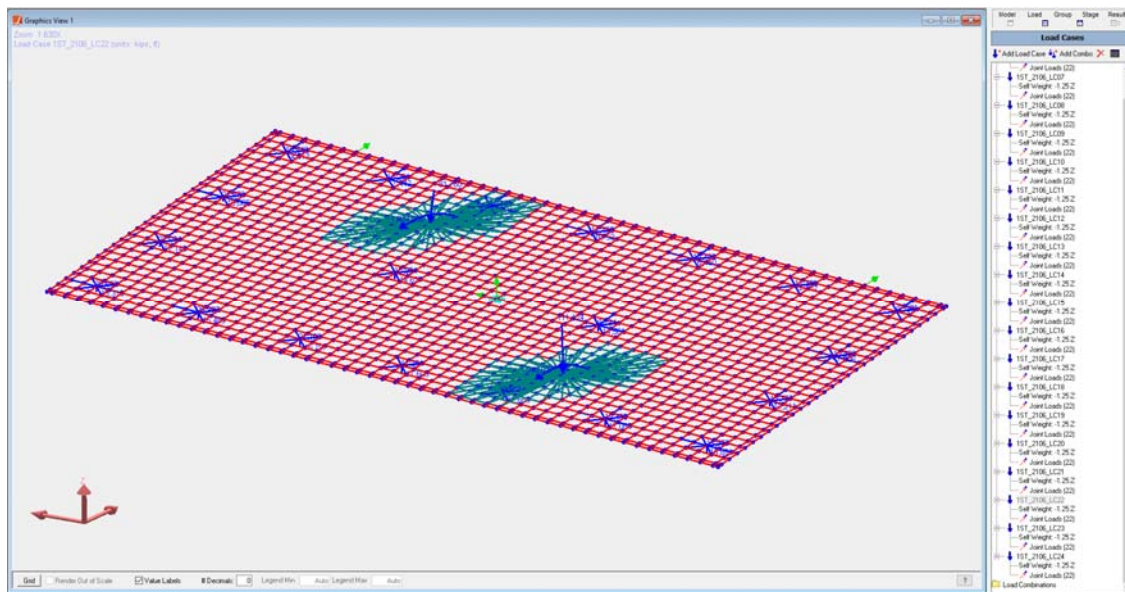 Graphics View 1
Zoom: 1.630X
Load Case 1ST_2106_LC22 (units: kips, ft)
Grid
Render Out of Scale
Value Labels
# Decimals: 0
Legend Min
Auto
Legend Max
Auto
?
Model Load Group Stage Result
Load Cases
Add Load Case Add Combo
Joint Loads (22)
1ST_2106_LC07
Self Weight: -1.25 Z
Joint Loads (22)
1ST_2106_LC08
Self Weight: -1.25 Z
Joint Loads (22)
1ST_2106_LC09
Self Weight: -1.25 Z
Joint Loads (22)
1ST_2106_LC10
Self Weight: -1.25 Z
Joint Loads (22)
1ST_2106_LC11
Self Weight: -1.25 Z
Joint Loads (22)
1ST_2106_LC12
Self Weight: -1.25 Z
Joint Loads (22)
1ST_2106_LC13
Self Weight: -1.25 Z
Joint Loads (22)
1ST_2106_LC14
Self Weight: -1.25 Z
Joint Loads (22)
1ST_2106_LC15
Self Weight: -1.25 Z
Joint Loads (22)
1ST_2106_LC16
Self Weight: -1.25 Z
Joint Loads (22)
1ST_2106_LC17
Self Weight: -1.25 Z
Joint Loads (22)
1ST_2106_LC18
Self Weight: -1.25 Z
Joint Loads (22)
1ST_2106_LC19
Self Weight: -1.25 Z
Joint Loads (22)
1ST_2106_LC20
Self Weight: -1.25 Z
Joint Loads (22)
1ST_2106_LC21
Self Weight: -1.25 Z
Joint Loads (22)
1ST_2106_LC22
Self Weight: -1.25 Z
Joint Loads (22)
1ST_2106_LC23
Self Weight: -1.25 Z
Joint Loads (22)
1ST_2106_LC24
Self Weight: -1.25 Z
Joint Loads (22)
Load Combinations